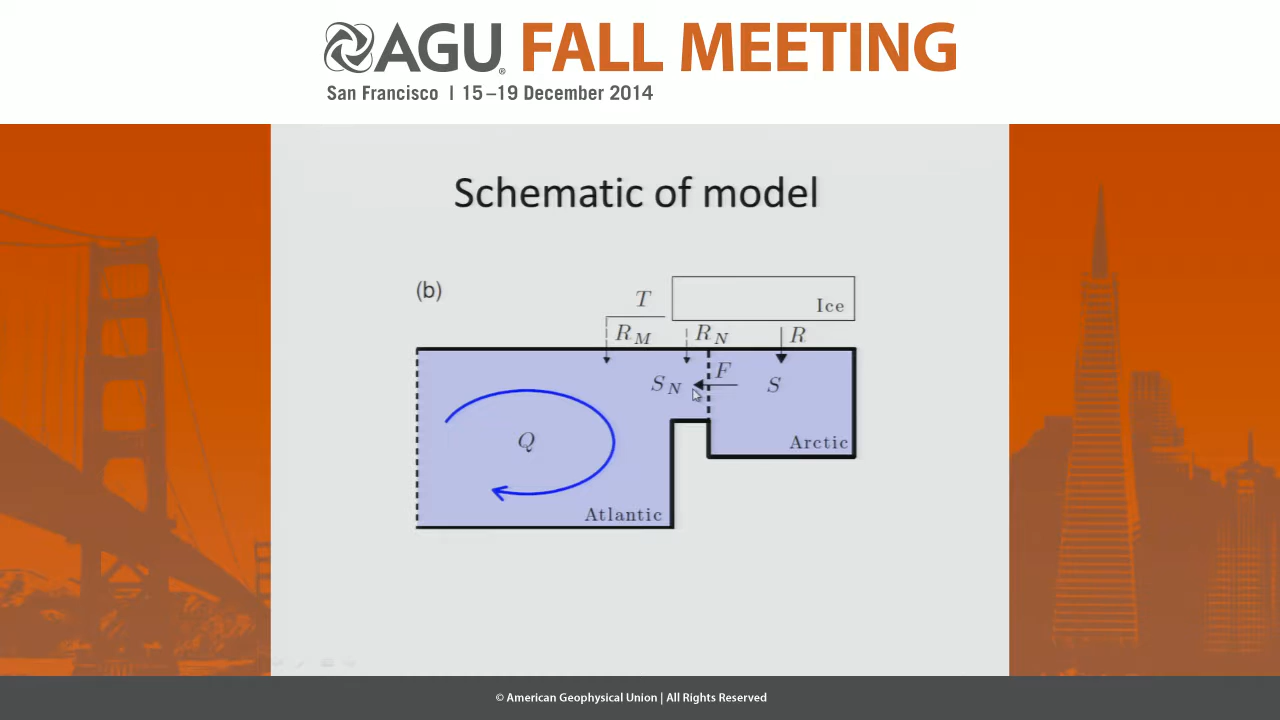 AGU® FALL MEETING
San Francisco | 15–19 December 2014
Schematic of model
(b)
T
Ice
R_M
R_N
R
S_N
F
S
Q
Arctic
Atlantic
© American Geophysical Union | All Rights Reserved